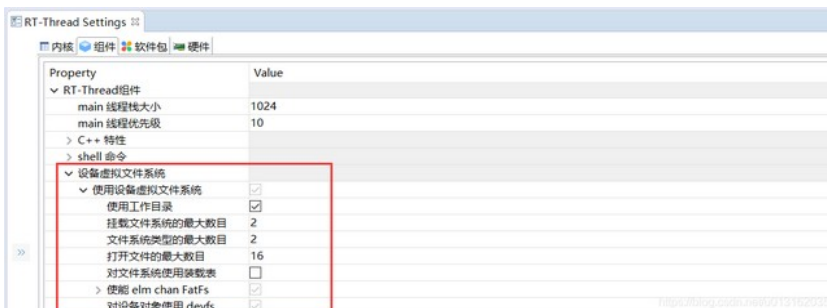 RT-Thread Settings
内核 组件 软件包 硬件
Property Value
RT-Thread组件
main 线程栈大小 1024
main 线程优先级 10
C++ 特性
shell 命令
设备虚拟文件系统
使用设备虚拟文件系统
使用工作目录
挂载文件系统的最大数目 2
文件系统类型的最大数目 2
打开文件的最大数目 16
对文件系统使用装载表
使能 elm chan FatFs
对设备对象使用 devfs